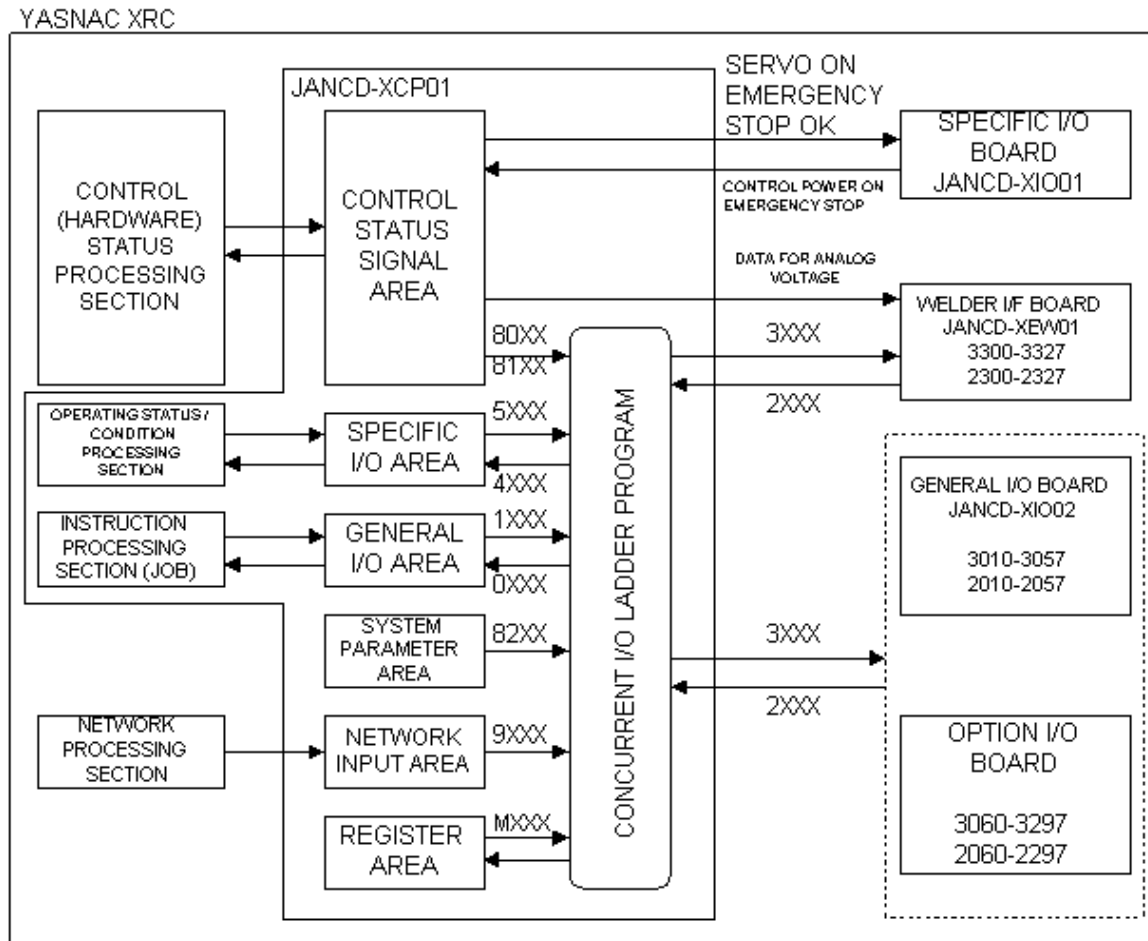 YASNAC XRC
JANCD-XCP01
CONTROL
(HARDWARE)
STATUS
PROCESSING
SECTION
CONTROL
STATUS
SIGNAL
AREA
SERVO ON
EMERGENCY
STOP OK
SPECIFIC I/O
BOARD
JANCD-XIO01
CONTROL POWER ON
EMERGENCY STOP
DATA FOR ANALOG
VOLTAGE
WELDER I/F BOARD
JANCD-XEW01
3300-3327
2300-2327
80XX
81XX
3XXX
2XXX
OPERATING STATUS /
CONDITION
PROCESSING
SECTION
SPECIFIC
I/O AREA
5XXX
4XXX
INSTRUCTION
PROCESSING
SECTION (JOB)
GENERAL
I/O AREA
1XXX
0XXX
SYSTEM
PARAMETER
AREA
82XX
NETWORK
PROCESSING
SECTION
NETWORK
INPUT AREA
9XXX
REGISTER
AREA
MXXX
CONCURRENT I/O LADDER PROGRAM
3XXX
2XXX
GENERAL I/O BOARD
JANCD-XIO02
3010-3057
2010-2057
OPTION I/O
BOARD
3060-3297
2060-2297